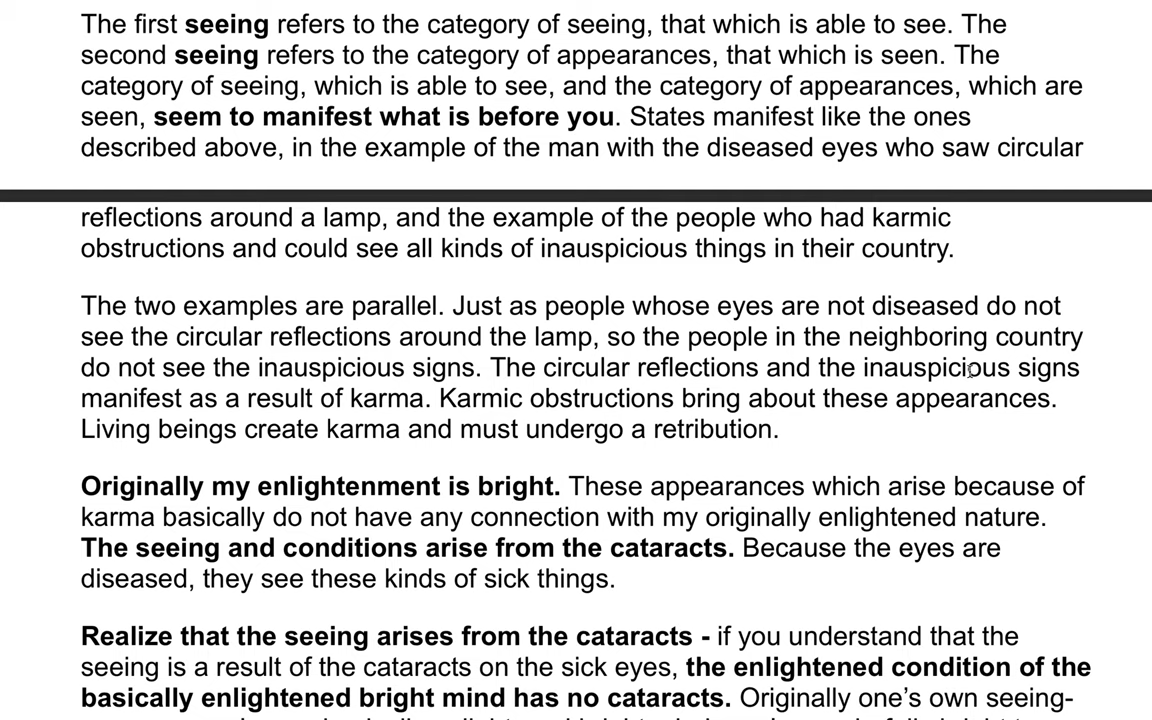 The first seeing refers to the category of seeing, that which is able to see. The
second seeing refers to the category of appearances, that which is seen. The
category of seeing, which is able to see, and the category of appearances, which are
seen, seem to manifest what is before you. States manifest like the ones
described above, in the example of the man with the diseased eyes who saw circular
reflections around a lamp, and the example of the people who had karmic
obstructions and could see all kinds of inauspicious things in their country.
The two examples are parallel. Just as people whose eyes are not diseased do not
see the circular reflections around the lamp, so the people in the neighboring country
do not see the inauspicious signs. The circular reflections and the inauspicious signs
manifest as a result of karma. Karmic obstructions bring about these appearances.
Living beings create karma and must undergo a retribution.
Originally my enlightenment is bright. These appearances which arise because of
karma basically do not have any connection with my originally enlightened nature.
The seeing and conditions arise from the cataracts. Because the eyes are
diseased, they see these kinds of sick things.
Realize that the seeing arises from the cataracts - if you understand that the
seeing is a result of the cataracts on the sick eyes, the enlightened condition of the
basically enlightened bright mind has no cataracts. Originally one's own seeing-